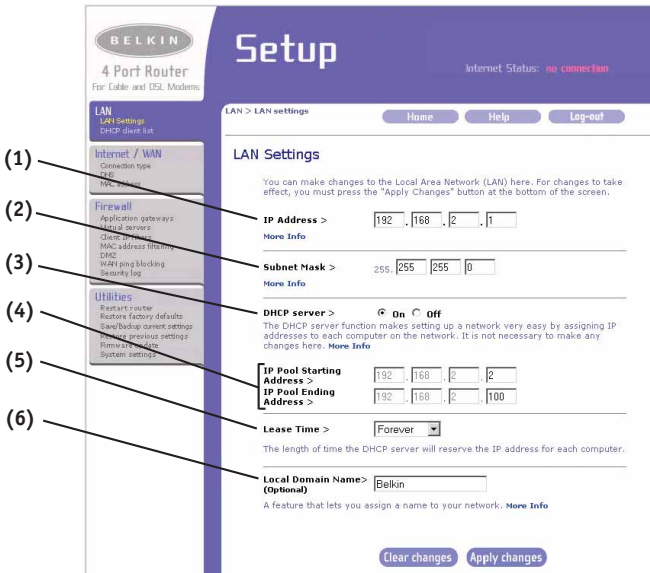 BELKIN
4 Port Router
For Cable and DSL Modems
Setup
Internet Status: no connection
LAN
LAN Settings
DHCP client list
Internet / WAN
Connection type
DNS
MAC address
Firewall
Application gateways
Virtual servers
Client IP filters
MAC address filtering
DMZ
WAN ping blocking
Security log
Utilities
Restart router
Restore factory defaults
Save/Backup current settings
Restore previous settings
Firmware update
System settings
LAN > LAN settings
Home
Help
Log-out
LAN Settings
You can make changes to the Local Area Network (LAN) here. For changes to take
effect, you must press the "Apply Changes" button at the bottom of the screen.
(1)
IP Address >
192 . 168 . 2 . 1
More Info
(2)
Subnet Mask >
255. 255 255 0
More Info
(3)
DHCP server >
On Off
The DHCP server function makes setting up a network very easy by assigning IP
addresses to each computer on the network. It is not necessary to make any
changes here. More Info
(4)
IP Pool Starting
Address >
192 . 168 . 2 . 2
IP Pool Ending
Address >
192 . 168 . 2 . 100
(5)
Lease Time >
Forever
The length of time the DHCP server will reserve the IP address for each computer.
(6)
Local Domain Name>
(Optional)
Belkin
A feature that lets you assign a name to your network. More Info
Clear changes
Apply changes